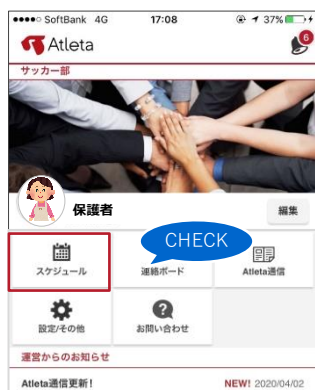 SoftBank 4G 17:08 37%
Atleta 6
サッカー部
保護者 編集
CHECK
スケジュール 連絡ボード Atleta通信
設定/その他 お問い合わせ
運営からのお知らせ
Atleta通信更新! NEW! 2020/04/02